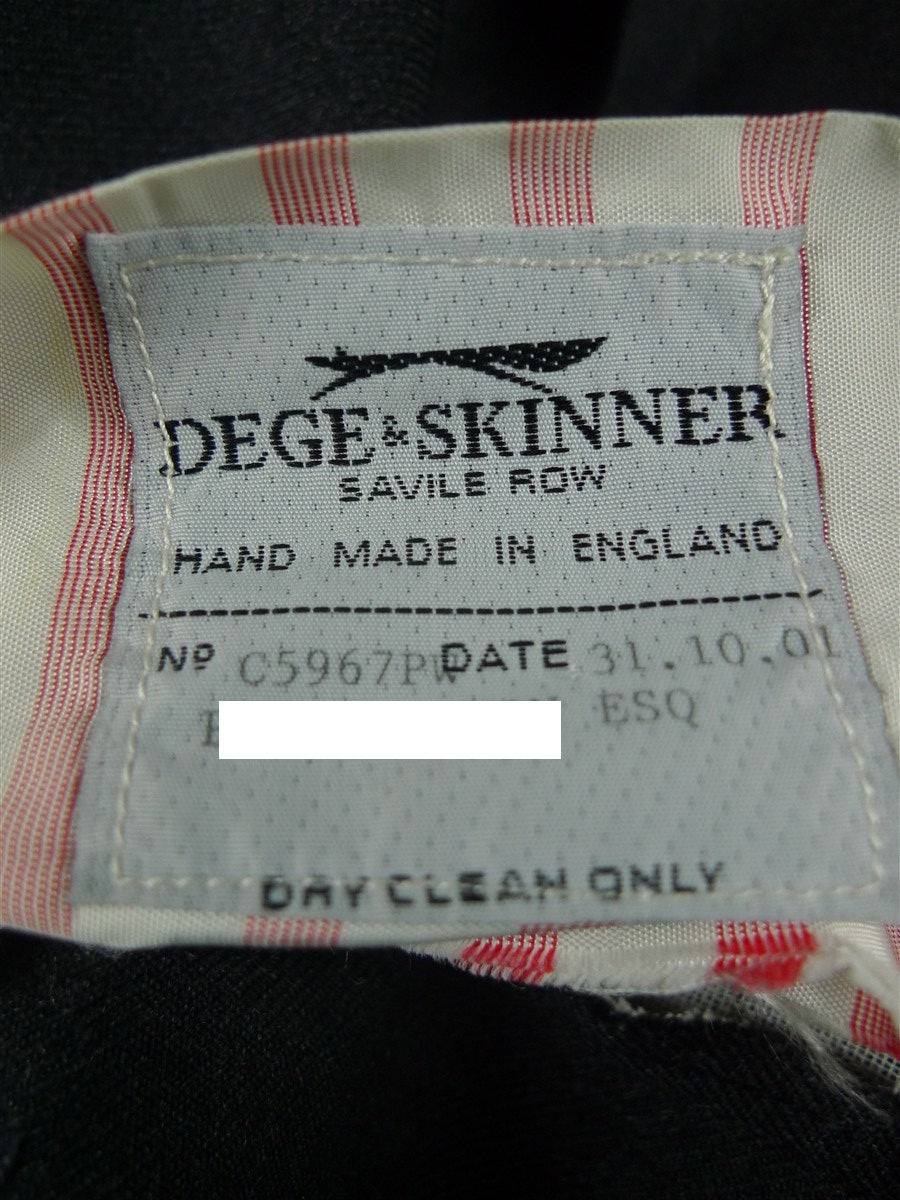 DEGE & SKINNER
SAVILE ROW
HAND MADE IN ENGLAND
Nº C5967PW DATE 31.10.01
ESQ
DRY CLEAN ONLY